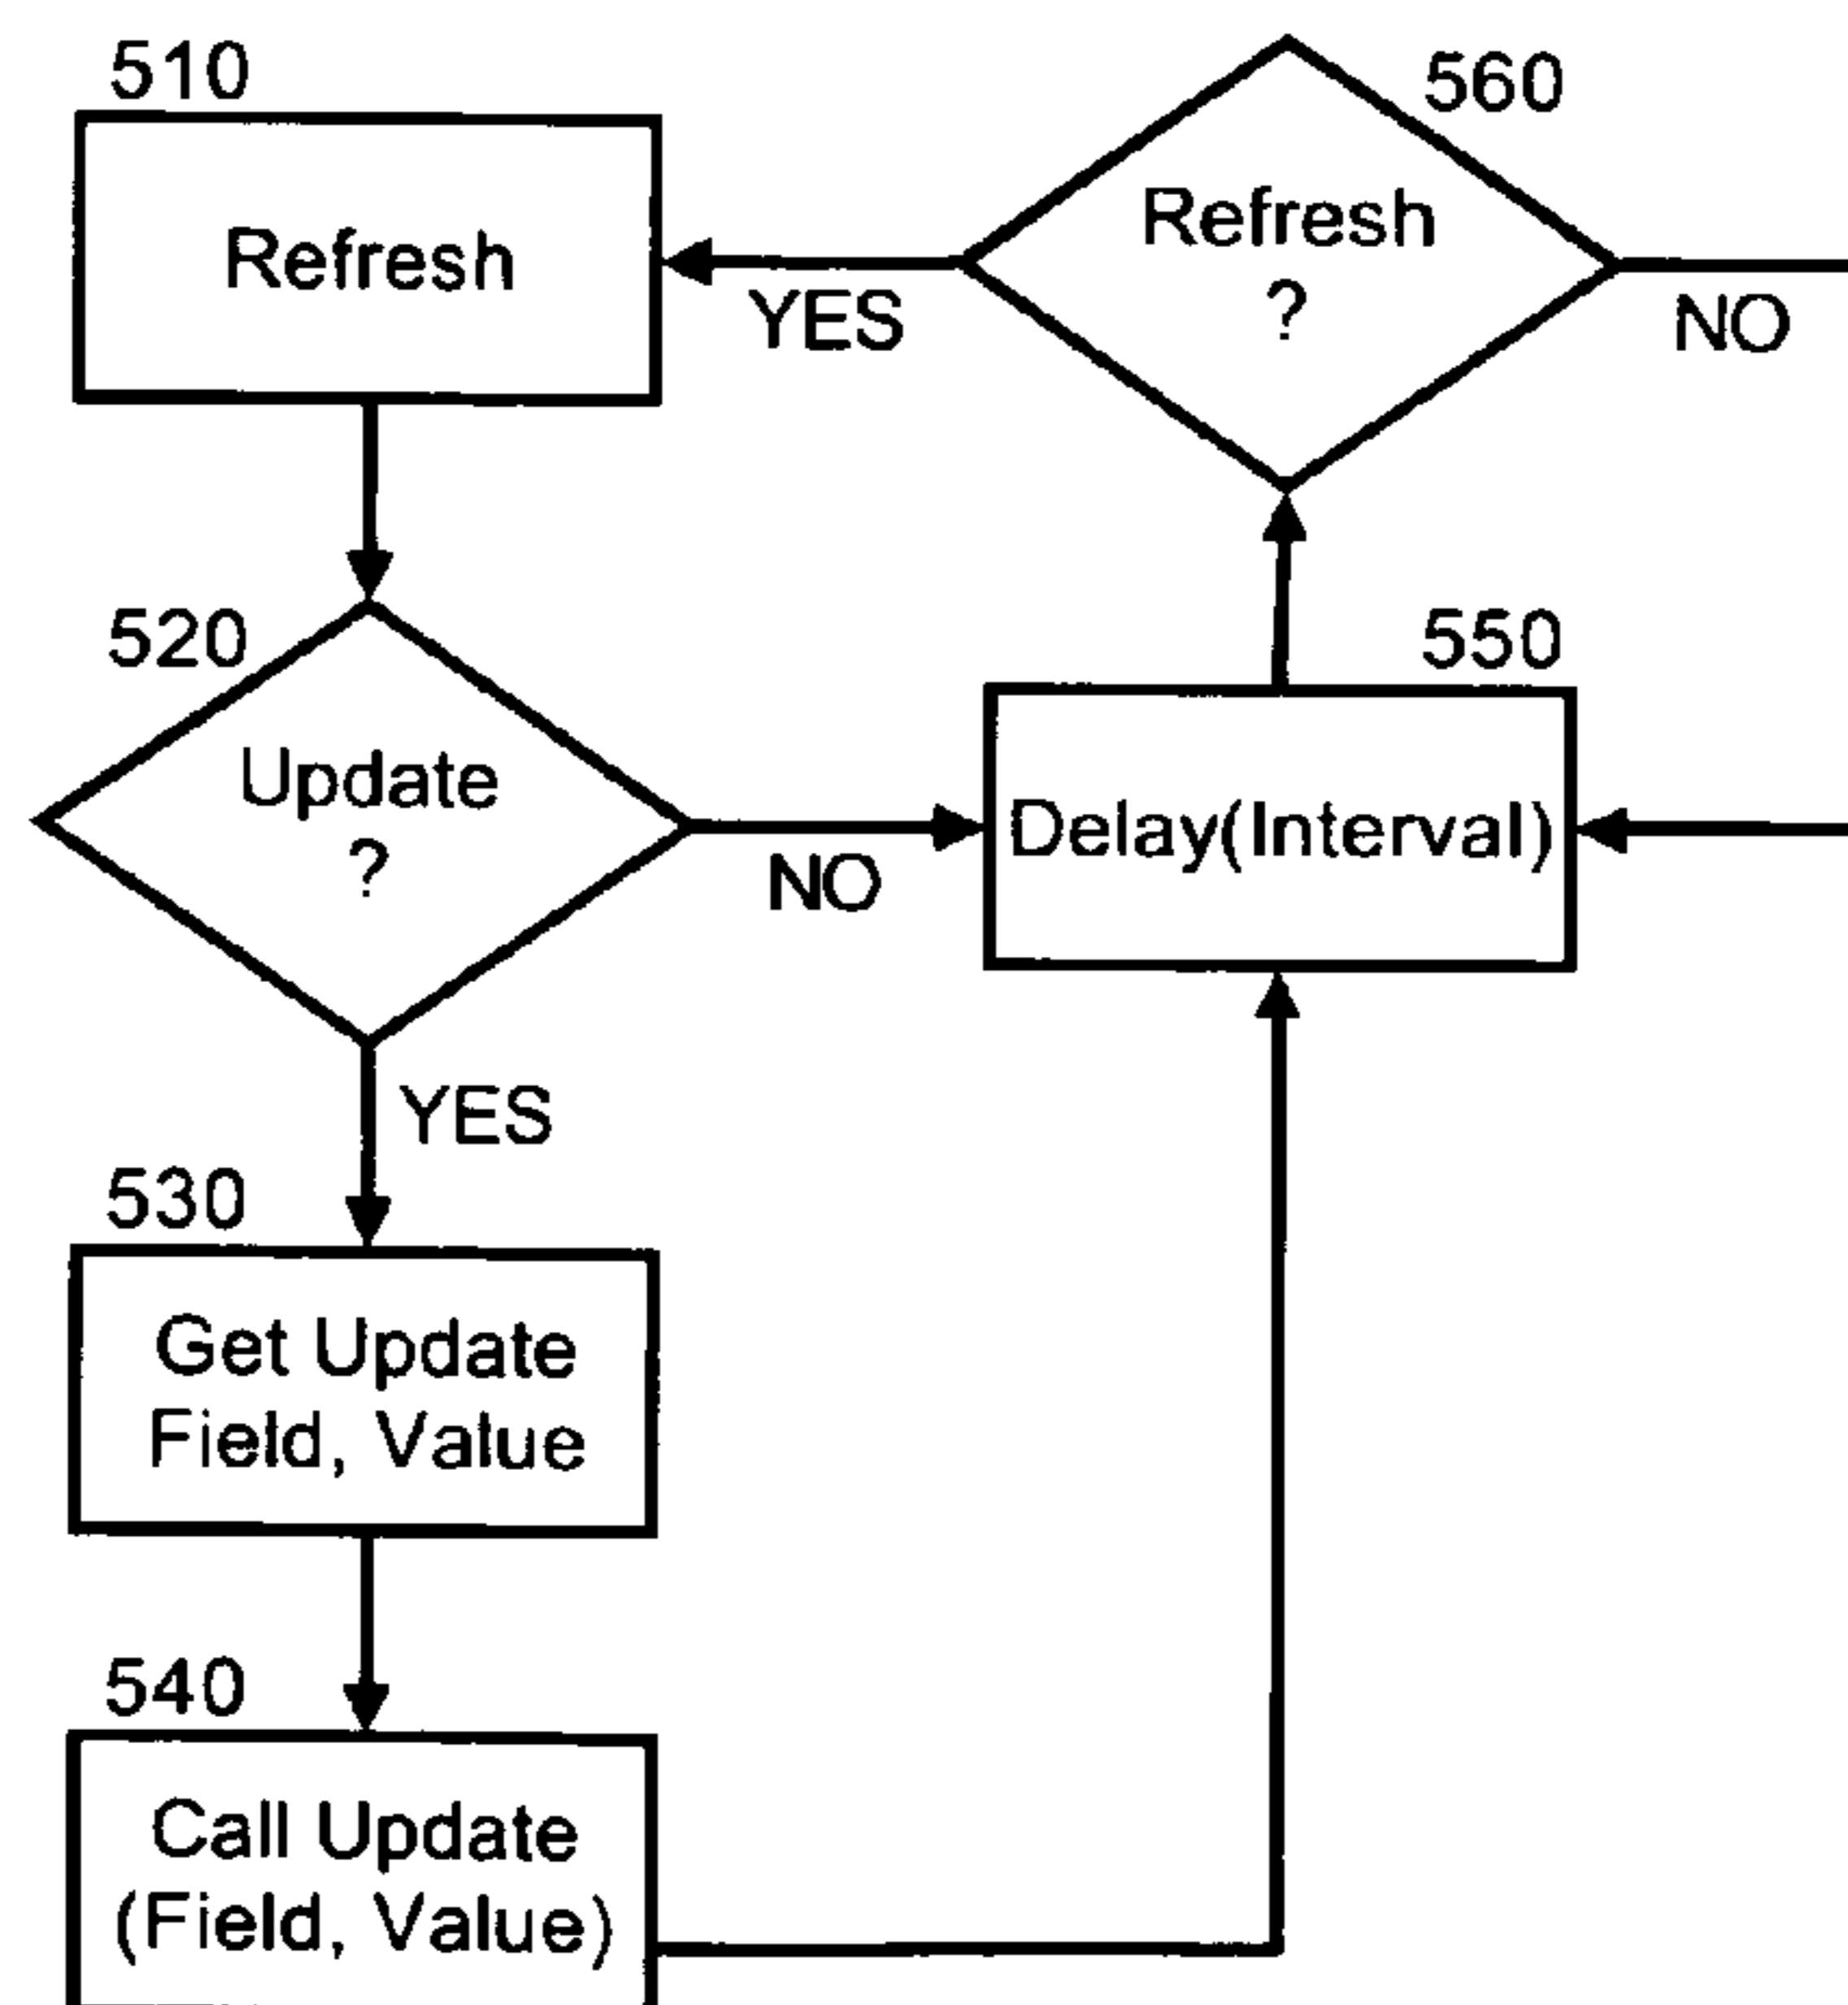 510
Refresh
560
Refresh
?
YES
NO
520
Update
?
NO
550
Delay(Interval)
YES
530
Get Update
Field, Value
540
Call Update
(Field, Value)